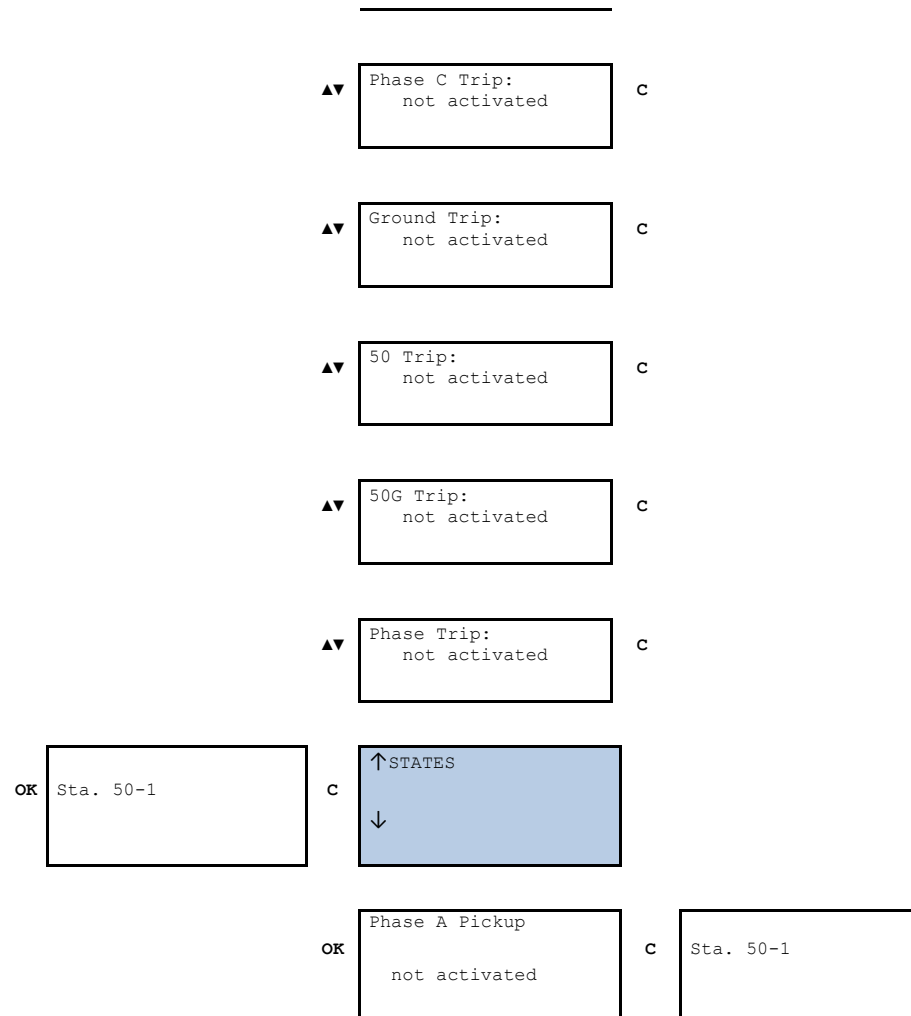 ▲▼
Phase C Trip:
not activated
C
▲▼
Ground Trip:
not activated
C
▲▼
50 Trip:
not activated
C
▲▼
50G Trip:
not activated
C
▲▼
Phase Trip:
not activated
C
OK
Sta. 50-1
C
↑STATES
↓
OK
Phase A Pickup
not activated
C
Sta. 50-1